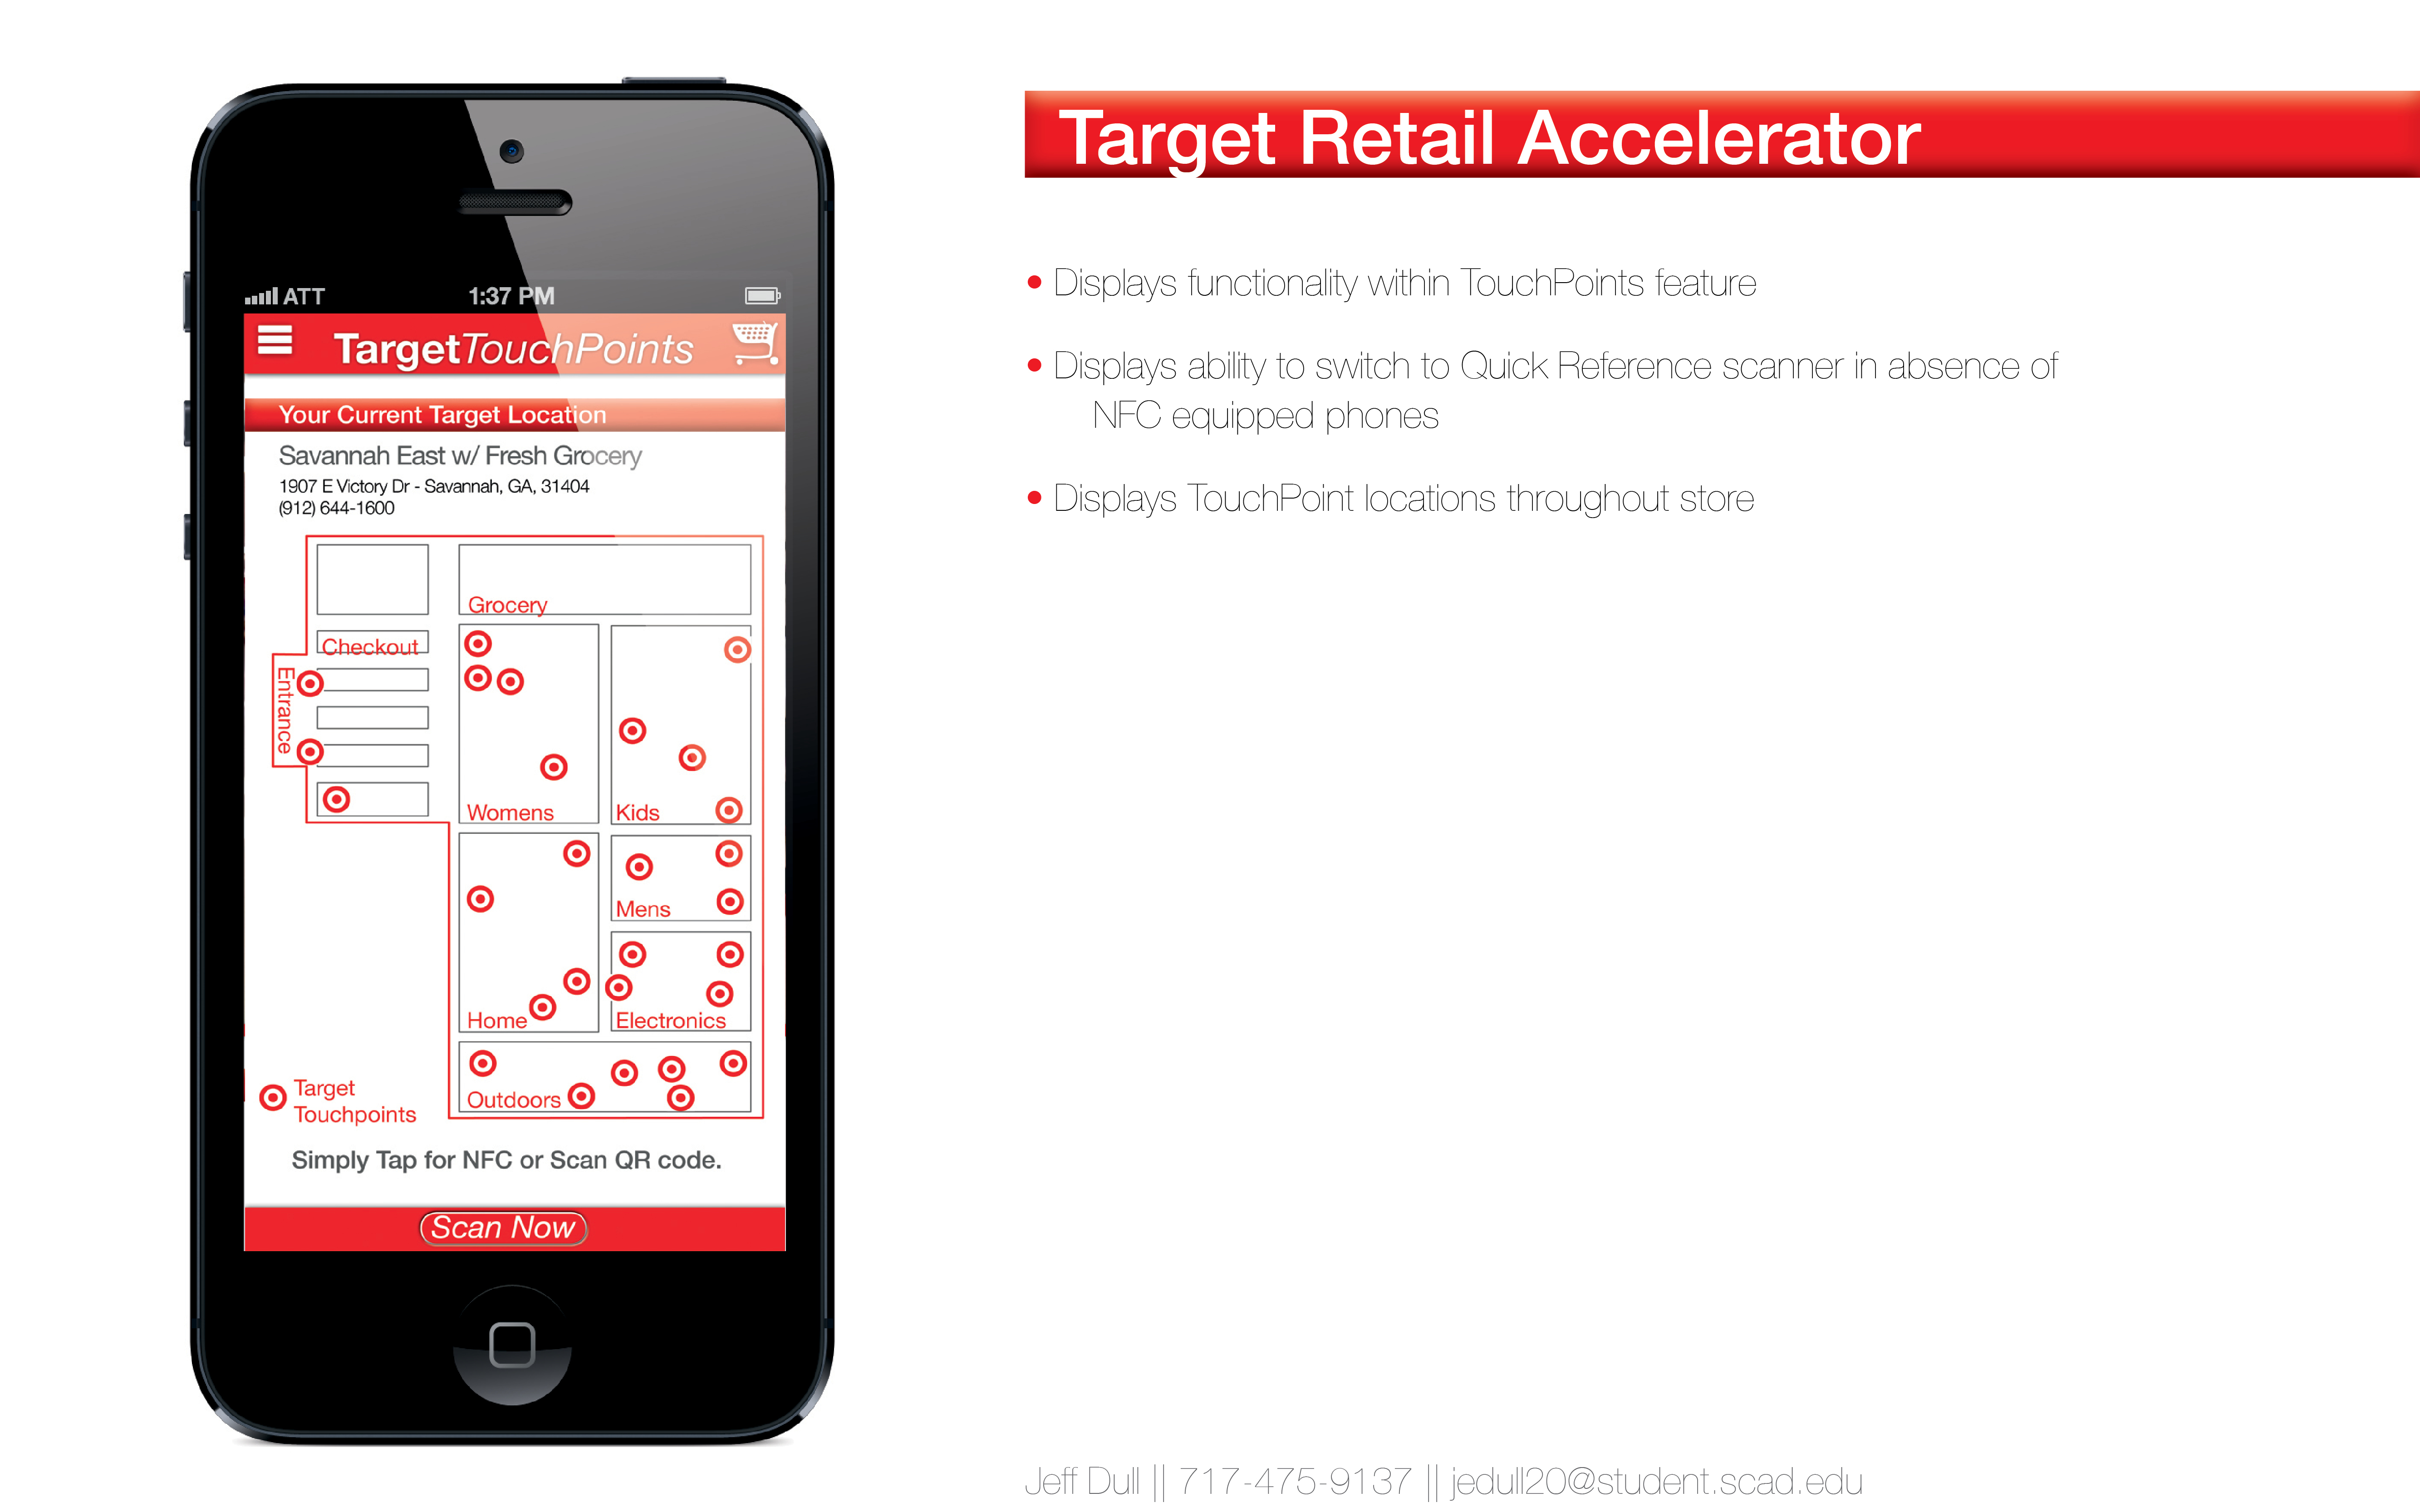 ATT 1:37 PM
TargetTouchPoints
Your Current Target Location
Savannah East w/ Fresh Grocery
1907 E Victory Dr - Savannah, GA, 31404
(912) 644-1600
Grocery
Checkout
Entrance
Womens
Kids
Mens
Home
Electronics
Outdoors
Target
Touchpoints
Simply Tap for NFC or Scan QR code.
Scan Now
Target Retail Accelerator
• Displays functionality within TouchPoints feature
• Displays ability to switch to Quick Reference scanner in absence of
NFC equipped phones
• Displays TouchPoint locations throughout store
Jeff Dull || 717-475-9137 || jedull20@student.scad.edu